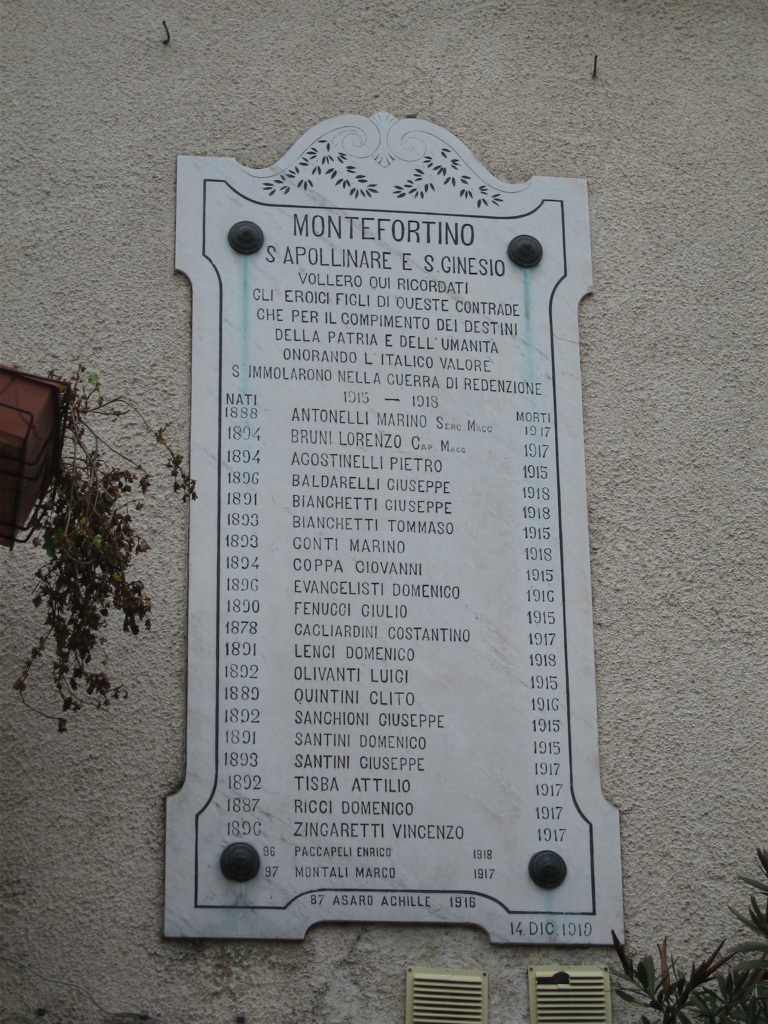 MONTEFORTINO
S APOLLINARE E S. GINESIO
VOLLERO QUI RICORDATI
GLI EROICI FIGLI DI QUESTE CONTRADE
CHE PER IL COMPIMENTO DEI DESTINI
DELLA PATRIA E DELL'UMANITÀ
ONORANDO L'ITALICO VALORE
S'IMMOLARONO NELLA GUERRA DI REDENZIONE
1915 — 1918
NATI MORTI
1888 ANTONELLI MARINO SERG. MAGG 1917
1894 BRUNI LORENZO CAP. MAGG 1917
1894 AGOSTINELLI PIETRO 1915
1896 BALDARELLI GIUSEPPE 1918
1891 BIANCHETTI GIUSEPPE 1918
1893 BIANCHETTI TOMMASO 1915
1893 CONTI MARINO 1918
1894 COPPA GIOVANNI 1915
1896 EVANGELISTI DOMENICO 1916
1890 FENUCCI GIULIO 1915
1878 GAGLIARDINI COSTANTINO 1917
1891 LENCI DOMENICO 1918
1892 OLIVANTI LUIGI 1915
1889 QUINTINI CLITO 1916
1892 SANCHIONI GIUSEPPE 1915
1891 SANTINI DOMENICO 1915
1893 SANTINI GIUSEPPE 1917
1892 TISBA ATTILIO 1917
1887 RICCI DOMENICO 1917
1896 ZINGARETTI VINCENZO 1917
96 PACCAPELI ENRICO 1918
97 MONTALI MARCO 1917
87 ASARO ACHILLE 1916
14. DIC. 1919